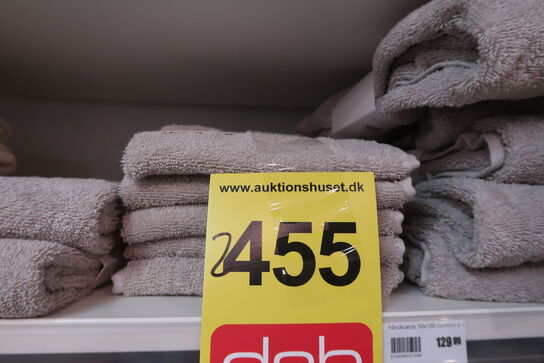 www.auktionshuset.dk
2455
dab
håndklæde 50x100 comfort
129 95